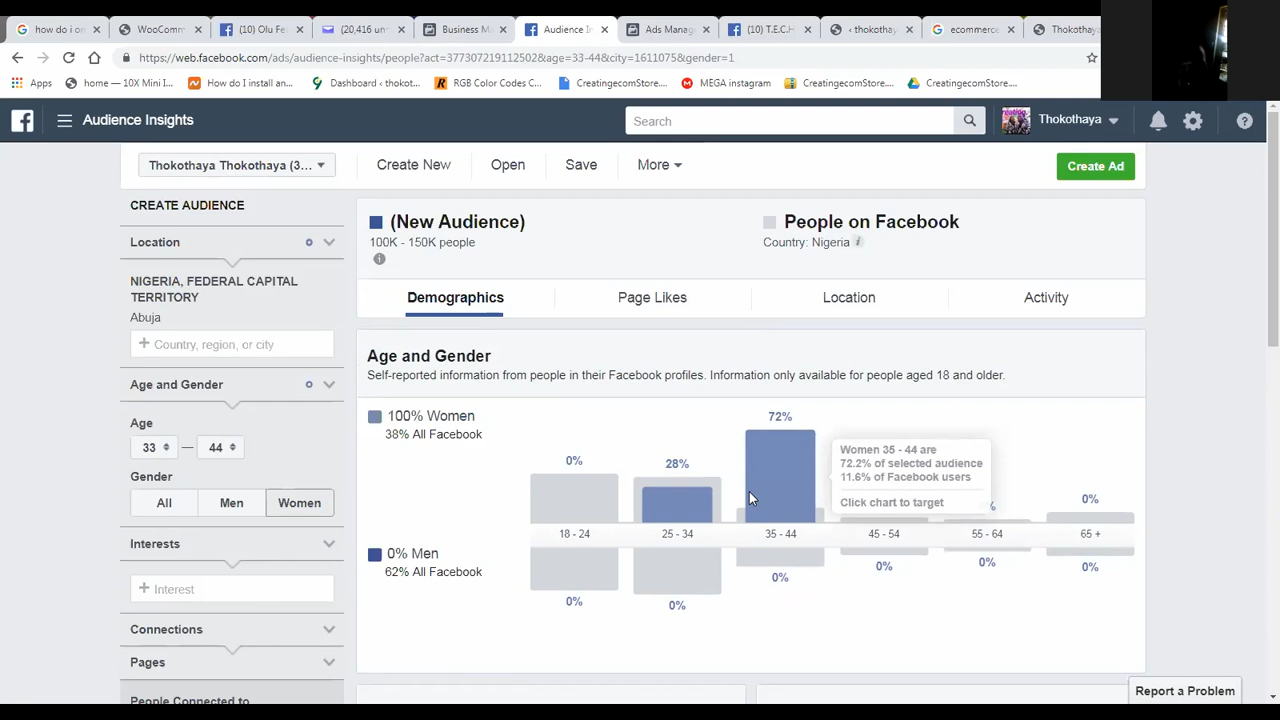 how do i o
WooComm
(10) Olu Fe
(20,416 unr
Business M
Audience In
Ads Manag
(10) T.E.C.H
‹ thokothay
ecommerce
Thokothaya
https://web.facebook.com/ads/audience-insights/people?act=377307219112502&age=33-44&city=1611075&gender=1
Apps
home — 10X Mini I...
How do I install an...
Dashboard ‹ thokot...
RGB Color Codes C...
CreatingecomStore...
MEGA instagram
CreatingecomStore...
CreatingecomStore...
Audience Insights
Search
Thokothaya
Thokothaya Thokothaya (3...
Create New
Open
Save
More
Create Ad
CREATE AUDIENCE
Location
NIGERIA, FEDERAL CAPITAL
TERRITORY
Abuja
+ Country, region, or city
Age and Gender
Age
33 — 44
Gender
All
Men
Women
Interests
+ Interest
Connections
Pages
People Connected to
(New Audience)
100K - 150K people
People on Facebook
Country: Nigeria
Demographics
Page Likes
Location
Activity
Age and Gender
Self-reported information from people in their Facebook profiles. Information only available for people aged 18 and older.
100% Women
38% All Facebook
0%
28%
72%
%
0%
Women 35 - 44 are
72.2% of selected audience
11.6% of Facebook users
Click chart to target
18 - 24
25 - 34
35 - 44
45 - 54
55 - 64
65 +
0% Men
62% All Facebook
0%
0%
0%
0%
0%
0%
Report a Problem